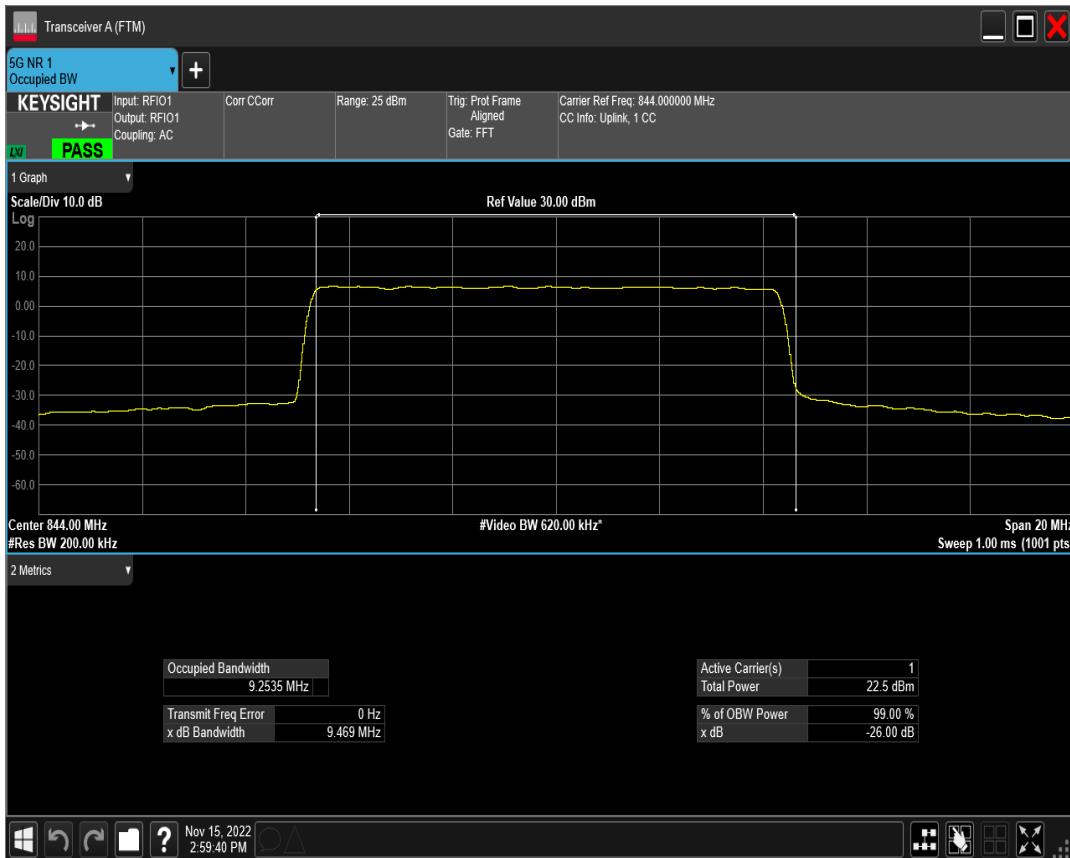 Transceiver A (FTM)
5G NR 1
Occupied BW
+
KEYSIGHT
LXI
PASS
Input: RFIO1
Output: RFIO1
Coupling: AC
Corr CCorr
Range: 25 dBm
Trig: Prot Frame
Aligned
Gate: FFT
Carrier Ref Freq: 844.000000 MHz
CC Info: Uplink, 1 CC
1 Graph
Scale/Div 10.0 dB
Ref Value 30.00 dBm
Log
20.0
10.0
0.00
-10.0
-20.0
-30.0
-40.0
-50.0
-60.0
Center 844.00 MHz
#Video BW 620.00 kHz*
Span 20 MHz
#Res BW 200.00 kHz
Sweep 1.00 ms (1001 pts
2 Metrics
Occupied Bandwidth
9.2535 MHz
Transmit Freq Error 0 Hz
x dB Bandwidth 9.469 MHz
Active Carrier(s) 1
Total Power 22.5 dBm
% of OBW Power 99.00 %
x dB -26.00 dB
?
Nov 15, 2022
2:59:40 PM